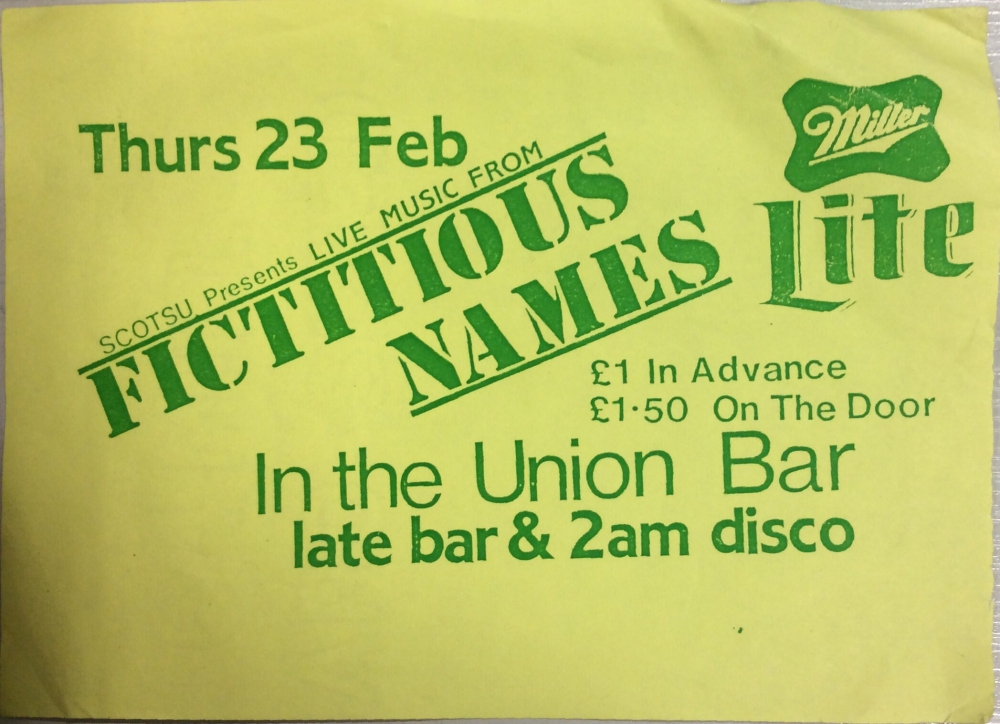 Thurs 23 Feb
SCOTSU Presents LIVE MUSIC FROM
FICTITIOUS
NAMES
Miller
Lite
£1 In Advance
£1·50 On The Door
In the Union Bar
late bar & 2am disco